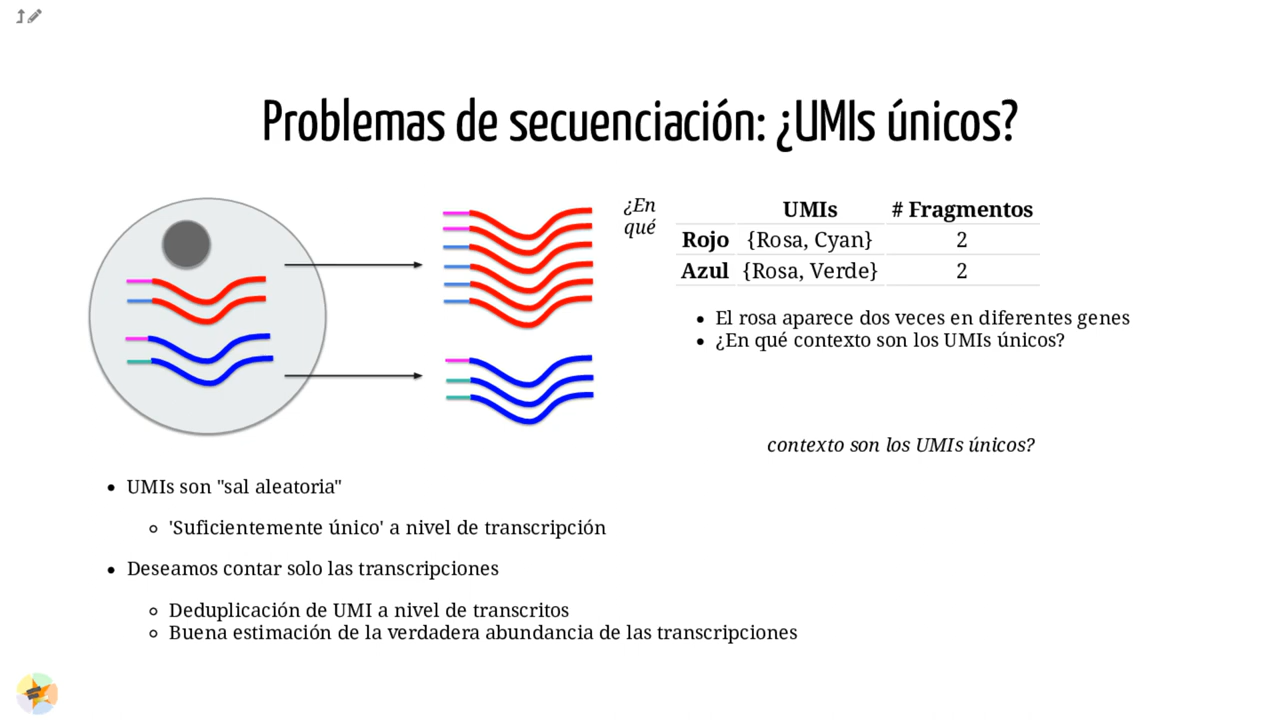 Problemas de secuenciación: ¿UMIs únicos?
¿En
qué
UMIs # Fragmentos
Rojo {Rosa, Cyan} 2
Azul {Rosa, Verde} 2
El rosa aparece dos veces en diferentes genes
¿En qué contexto son los UMIs únicos?
contexto son los UMIs únicos?
UMIs son "sal aleatoria"
'Suficientemente único' a nivel de transcripción
Deseamos contar solo las transcripciones
Deduplicación de UMI a nivel de transcritos
Buena estimación de la verdadera abundancia de las transcripciones